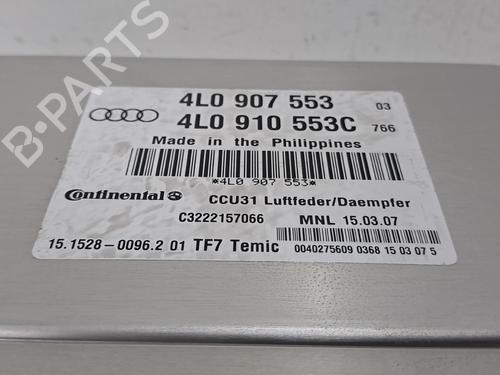 4L0 907 553 03
4L0 910 553C 766
Made in the Philippines
*4L0 907 553*
Continental CCU31 Luftfeder/Daempfer
C3222157066 MNL 15.03.07
15.1528-0096.2 01 TF7 Temic 0040275609 0368 15 03 07 5
B-PARTS